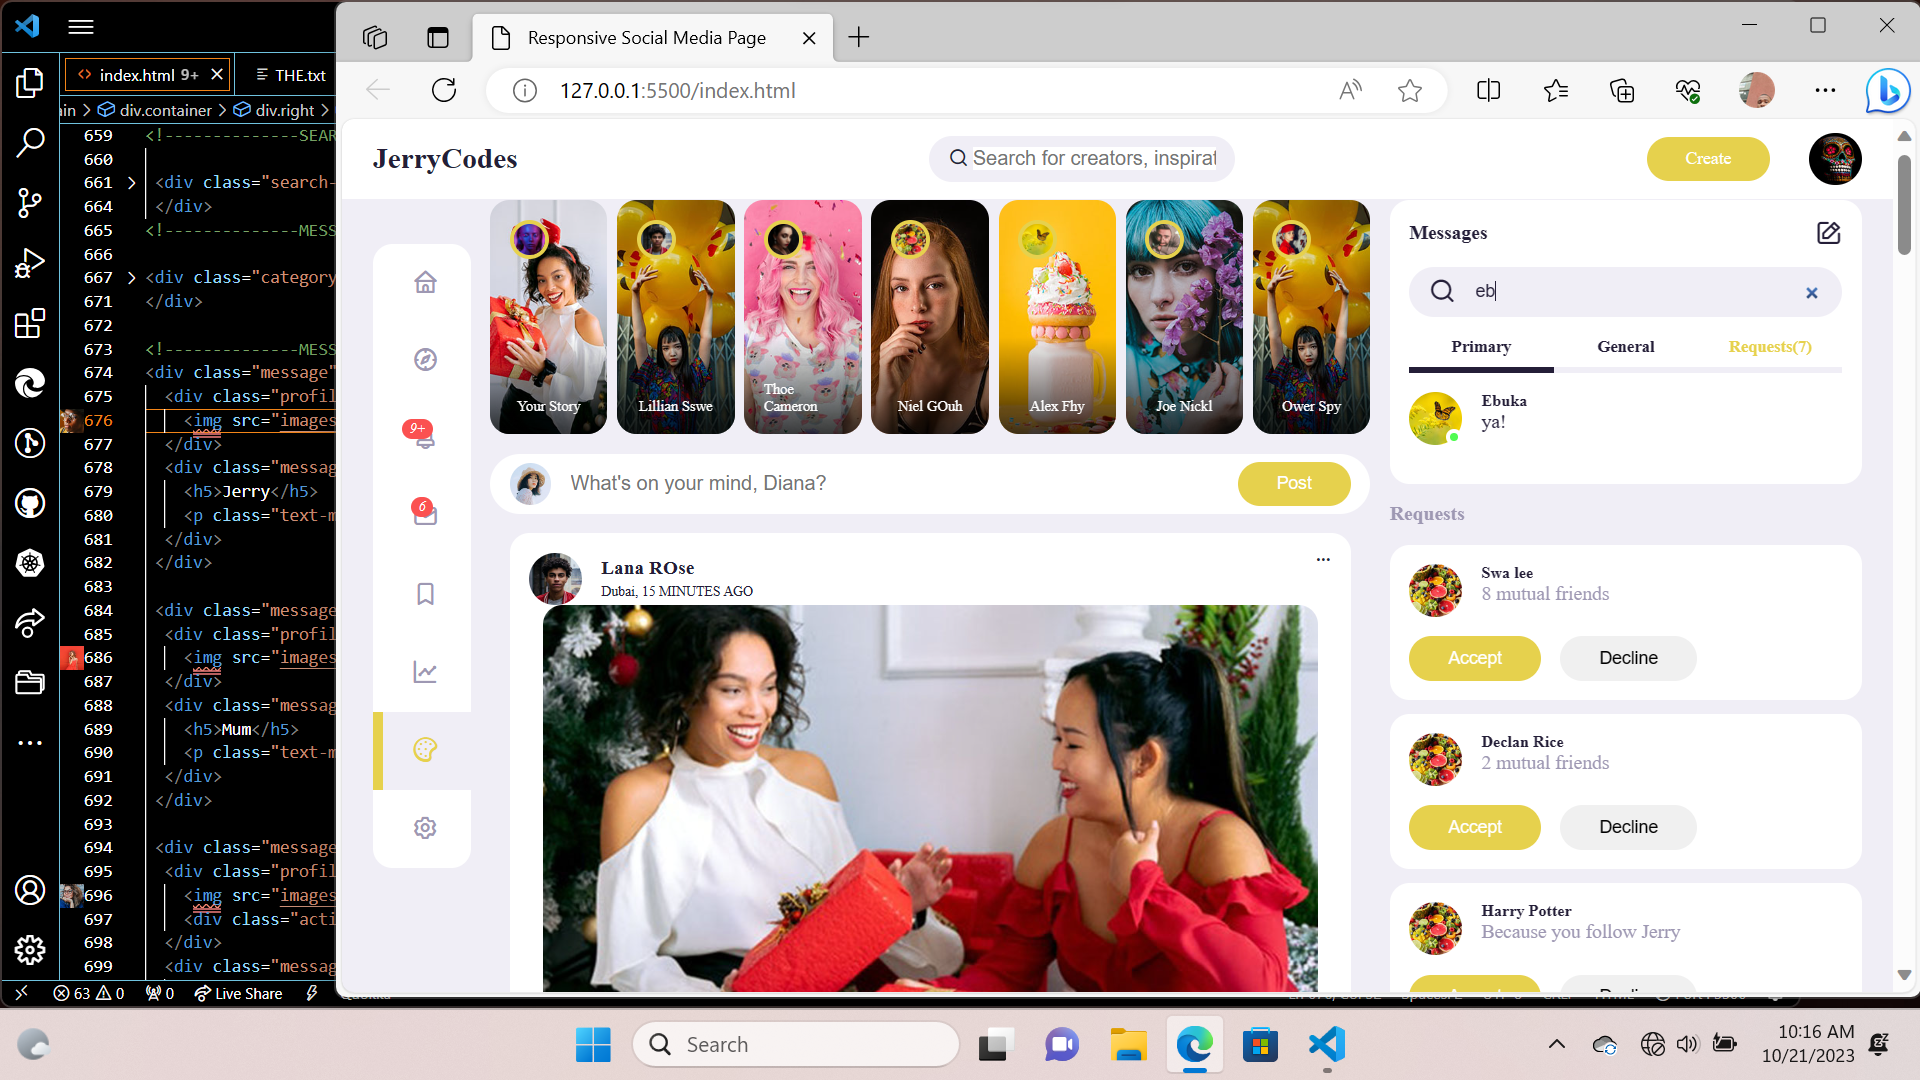 index.html 9+
THE.txt
ain > div.container > div.right >
659 <!--------------SEAR
660
661 <div class="search-
664 </div>
665 <!--------------MESS
666
667 <div class="category
671 </div>
672
673 <!--------------MESS
674 <div class="message"
675 <div class="profil
676 <img src="images
677 </div>
678 <div class="messag
679 <h5>Jerry</h5>
680 <p class="text-m
681 </div>
682 </div>
683
684 <div class="message
685 <div class="profil
686 <img src="images
687 </div>
688 <div class="messag
689 <h5>Mum</h5>
690 <p class="text-m
691 </div>
692 </div>
693
694 <div class="message
695 <div class="profil
696 <img src="images
697 <div class="acti
698 </div>
699 <div class="messag
63 0 0 Live Share
Responsive Social Media Page
127.0.0.1:5500/index.html
JerryCodes
Search for creators, inspirat
Create
9+
6
Your Story
Lillian Sswe
Thoe
Cameron
Niel GOuh
Alex Fhy
Joe Nickl
Ower Spy
What's on your mind, Diana?
Post
Lana ROse
Dubai, 15 MINUTES AGO
Messages
eb
Primary
General
Requests(7)
Ebuka
ya!
Requests
Swa lee
8 mutual friends
Accept
Decline
Declan Rice
2 mutual friends
Accept
Decline
Harry Potter
Because you follow Jerry
Search
10:16 AM
10/21/2023